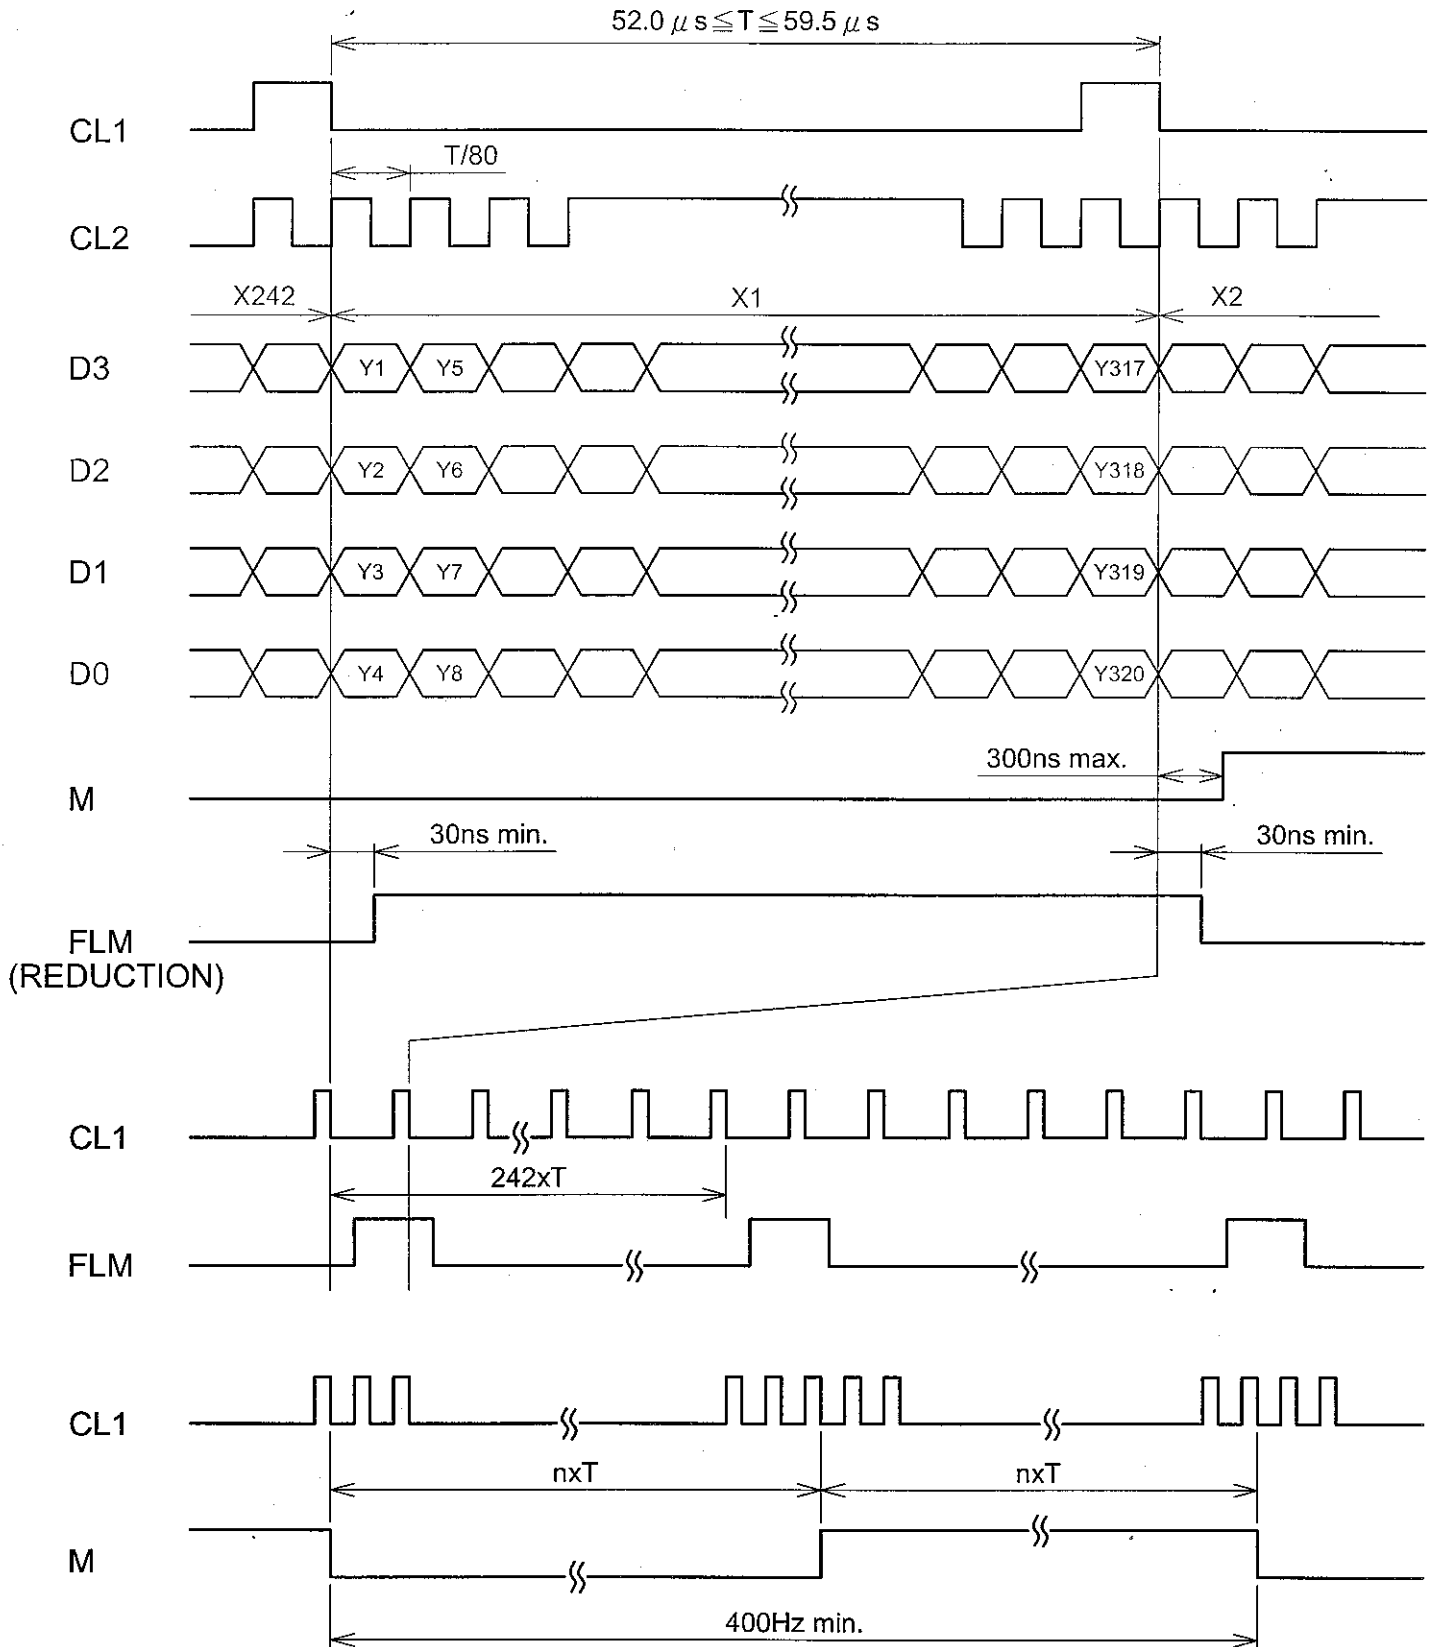 52.0 μs≦T≦59.5 μs
CL1
T/80
CL2
X242 X1 X2
D3 Y1 Y5 Y317
D2 Y2 Y6 Y318
D1 Y3 Y7 Y319
D0 Y4 Y8 Y320
300ns max.
M
30ns min. 30ns min.
FLM
(REDUCTION)
CL1
242xT
FLM
CL1
nxT nxT
M
400Hz min.